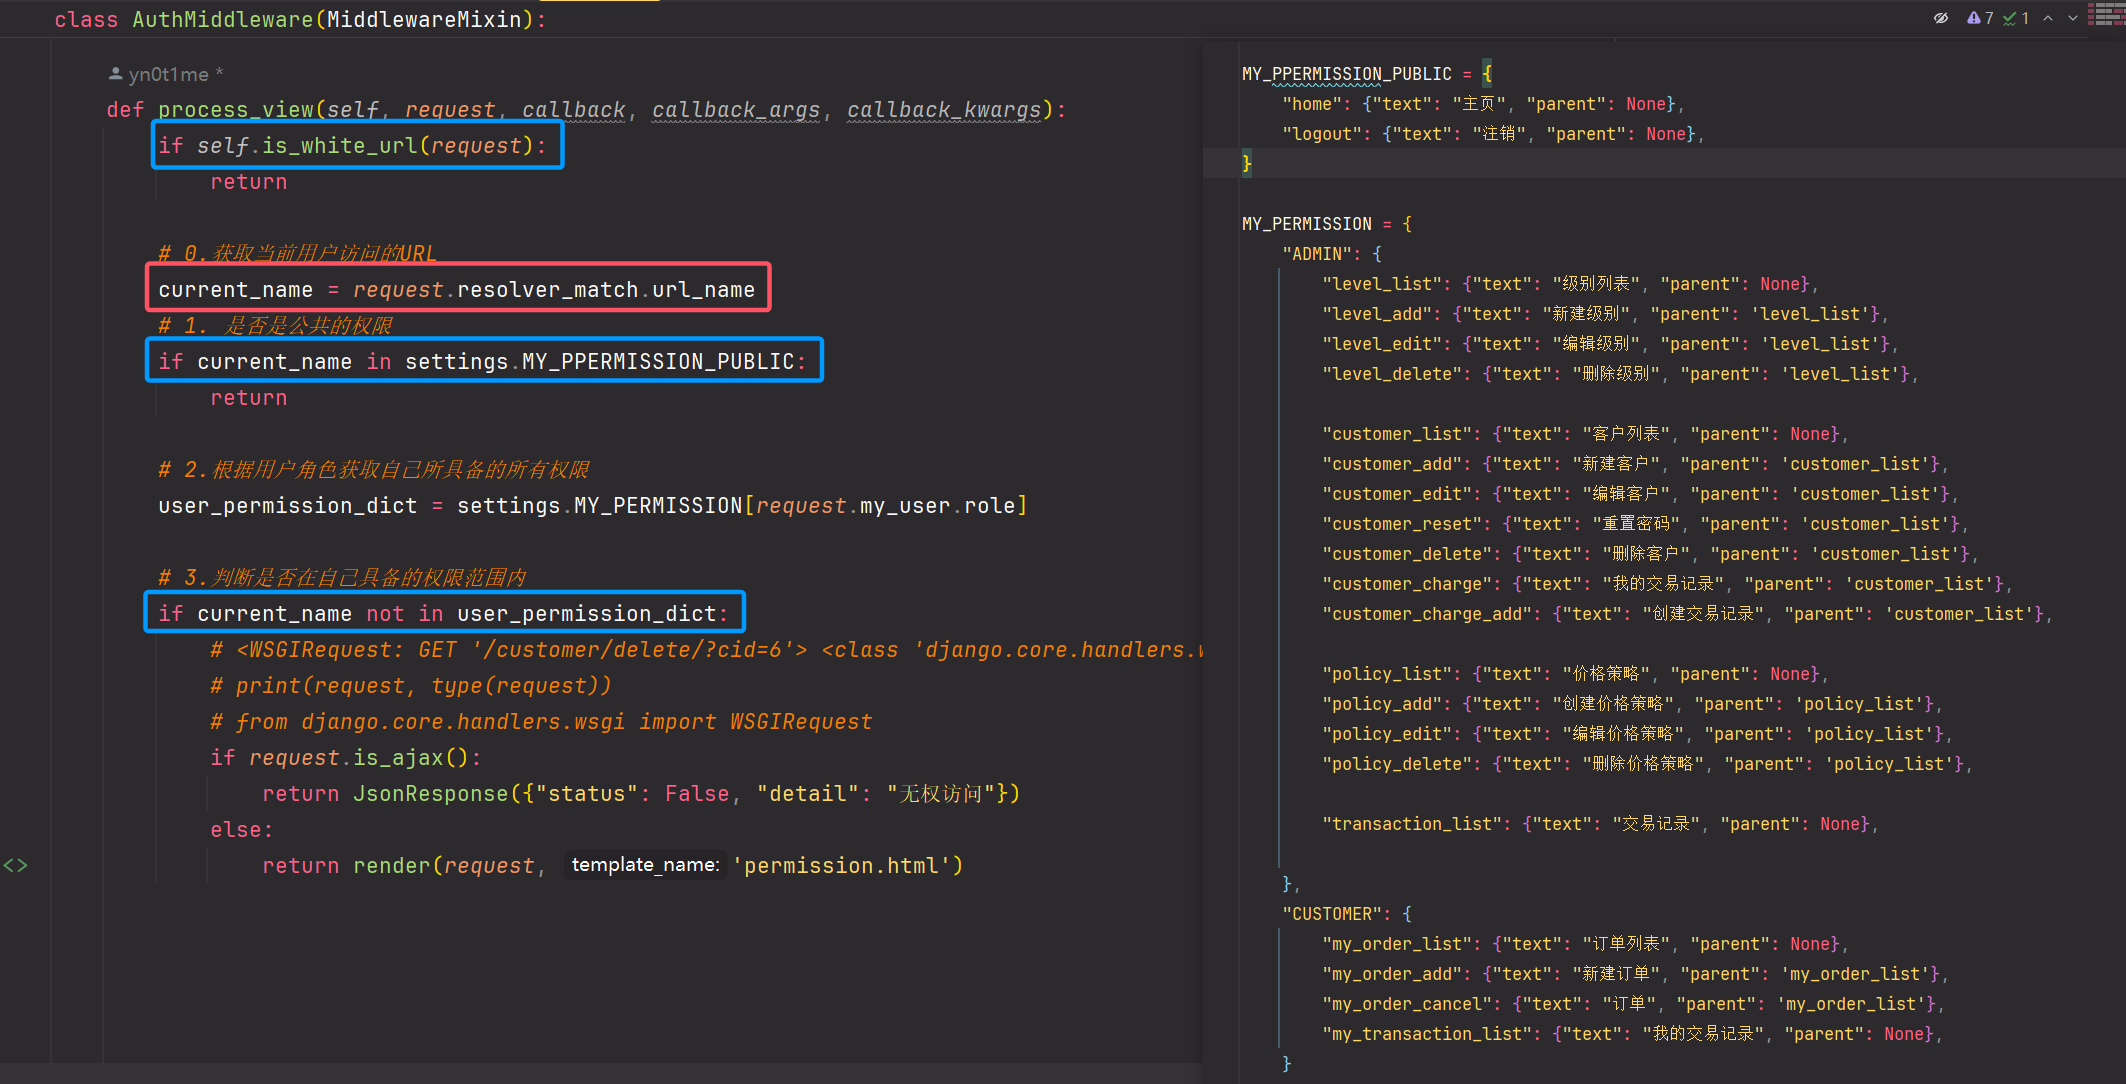 class AuthMiddleware(MiddlewareMixin):
7 1
yn0t1me *
def process_view(self, request, callback, callback_args, callback_kwargs):
if self.is_white_url(request):
return
# 0.获取当前用户访问的URL
current_name = request.resolver_match.url_name
# 1. 是否是公共的权限
if current_name in settings.MY_PPERMISSION_PUBLIC:
return
# 2.根据用户角色获取自己所具备的所有权限
user_permission_dict = settings.MY_PERMISSION[request.my_user.role]
# 3.判断是否在自己具备的权限范围内
if current_name not in user_permission_dict:
# <WSGIRequest: GET '/customer/delete/?cid=6'> <class 'django.core.handlers.
# print(request, type(request))
# from django.core.handlers.wsgi import WSGIRequest
if request.is_ajax():
return JsonResponse({"status": False, "detail": "无权访问"})
else:
return render(request, template_name: 'permission.html')
MY_PPERMISSION_PUBLIC = {
"home": {"text": "主页", "parent": None},
"logout": {"text": "注销", "parent": None},
}
MY_PERMISSION = {
"ADMIN": {
"level_list": {"text": "级别列表", "parent": None},
"level_add": {"text": "新建级别", "parent": 'level_list'},
"level_edit": {"text": "编辑级别", "parent": 'level_list'},
"level_delete": {"text": "删除级别", "parent": 'level_list'},
"customer_list": {"text": "客户列表", "parent": None},
"customer_add": {"text": "新建客户", "parent": 'customer_list'},
"customer_edit": {"text": "编辑客户", "parent": 'customer_list'},
"customer_reset": {"text": "重置密码", "parent": 'customer_list'},
"customer_delete": {"text": "删除客户", "parent": 'customer_list'},
"customer_charge": {"text": "我的交易记录", "parent": 'customer_list'},
"customer_charge_add": {"text": "创建交易记录", "parent": 'customer_list'},
"policy_list": {"text": "价格策略", "parent": None},
"policy_add": {"text": "创建价格策略", "parent": 'policy_list'},
"policy_edit": {"text": "编辑价格策略", "parent": 'policy_list'},
"policy_delete": {"text": "删除价格策略", "parent": 'policy_list'},
"transaction_list": {"text": "交易记录", "parent": None},
},
"CUSTOMER": {
"my_order_list": {"text": "订单列表", "parent": None},
"my_order_add": {"text": "新建订单", "parent": 'my_order_list'},
"my_order_cancel": {"text": "订单", "parent": 'my_order_list'},
"my_transaction_list": {"text": "我的交易记录", "parent": None},
}